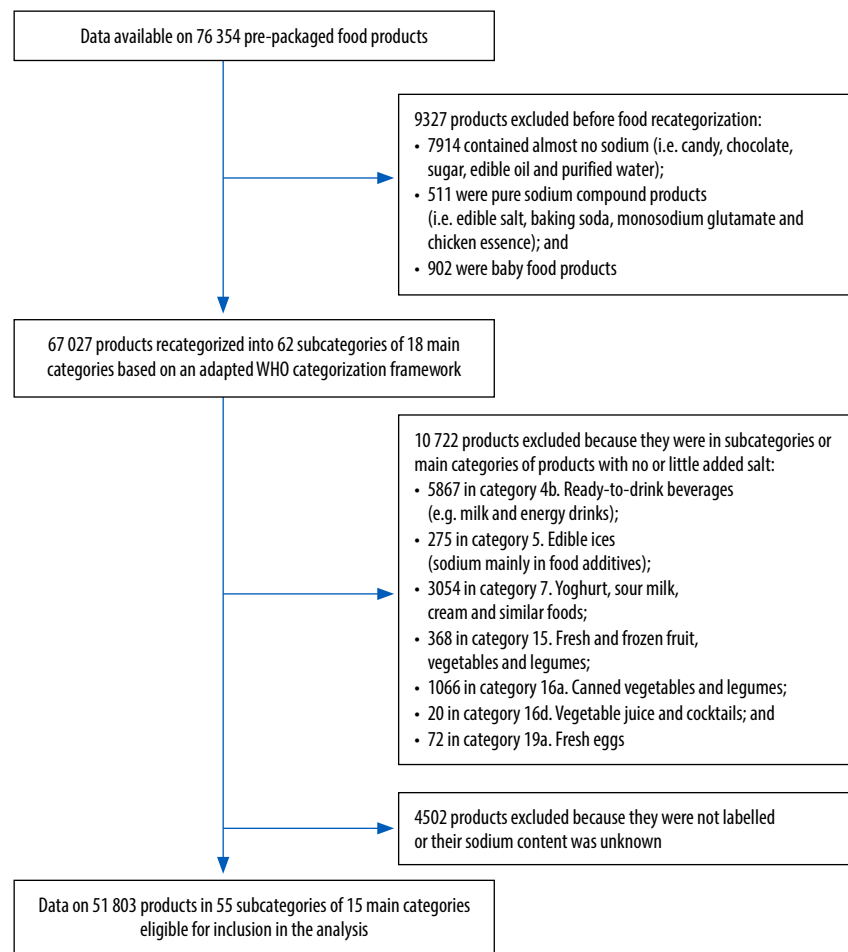 Data available on 76 354 pre-packaged food products
9327 products excluded before food recategorization:
• 7914 contained almost no sodium (i.e. candy, chocolate,
sugar, edible oil and purified water);
• 511 were pure sodium compound products
(i.e. edible salt, baking soda, monosodium glutamate and
chicken essence); and
• 902 were baby food products
67 027 products recategorized into 62 subcategories of 18 main
categories based on an adapted WHO categorization framework
10 722 products excluded because they were in subcategories or
main categories of products with no or little added salt:
• 5867 in category 4b. Ready-to-drink beverages
(e.g. milk and energy drinks);
• 275 in category 5. Edible ices
(sodium mainly in food additives);
• 3054 in category 7. Yoghurt, sour milk,
cream and similar foods;
• 368 in category 15. Fresh and frozen fruit,
vegetables and legumes;
• 1066 in category 16a. Canned vegetables and legumes;
• 20 in category 16d. Vegetable juice and cocktails; and
• 72 in category 19a. Fresh eggs
4502 products excluded because they were not labelled
or their sodium content was unknown
Data on 51 803 products in 55 subcategories of 15 main categories
eligible for inclusion in the analysis